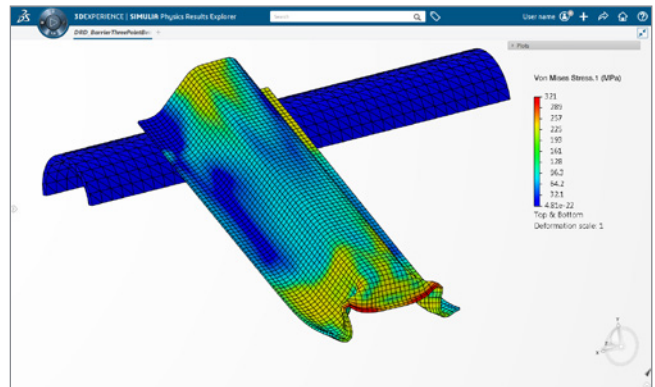 3DEXPERIENCE | SIMULIA Physics Results Explorer
Search
User name
DRD_BarrierThreePointBen
Plots
Von Mises Stress.1 (MPa)
321
289
257
225
193
161
128
96.3
64.2
32.1
4.81e-22
Top & Bottom
Deformation scale: 1